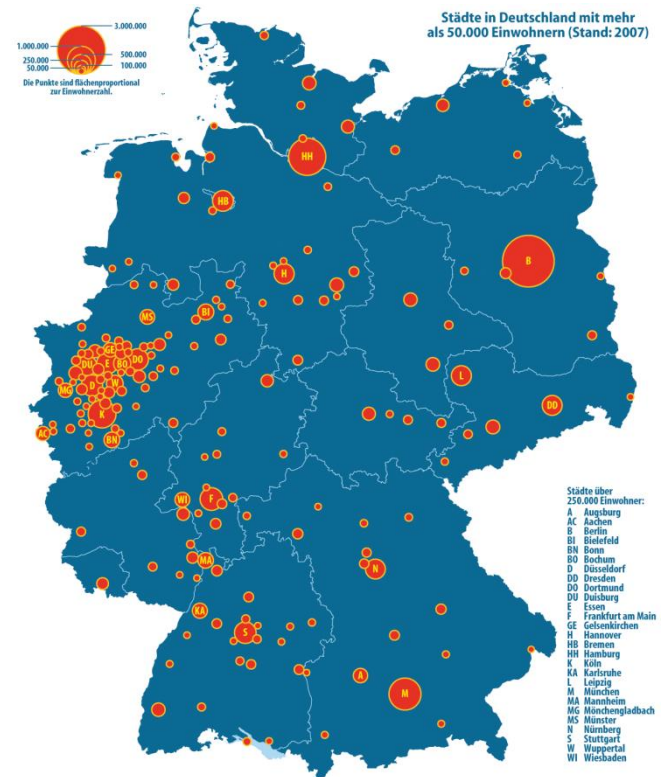 Städte in Deutschland mit mehr
als 50.000 Einwohnern (Stand: 2007)
3.000.000
1.000.000
500.000
250.000
100.000
50.000
Die Punkte sind flächenproportional
zur Einwohnerzahl.
HH
HB
B
H
MS
BI
GE
DU
E
BO
DO
MG
D
W
L
K
DD
AC
BN
WI
F
MA
N
KA
S
A
M
Städte über
250.000 Einwohner:
A Augsburg
AC Aachen
B Berlin
BI Bielefeld
BN Bonn
BO Bochum
D Düsseldorf
DD Dresden
DO Dortmund
DU Duisburg
E Essen
F Frankfurt am Main
GE Gelsenkirchen
H Hannover
HB Bremen
HH Hamburg
K Köln
KA Karlsruhe
L Leipzig
M München
MA Mannheim
MG Mönchengladbach
MS Münster
N Nürnberg
S Stuttgart
W Wuppertal
WI Wiesbaden